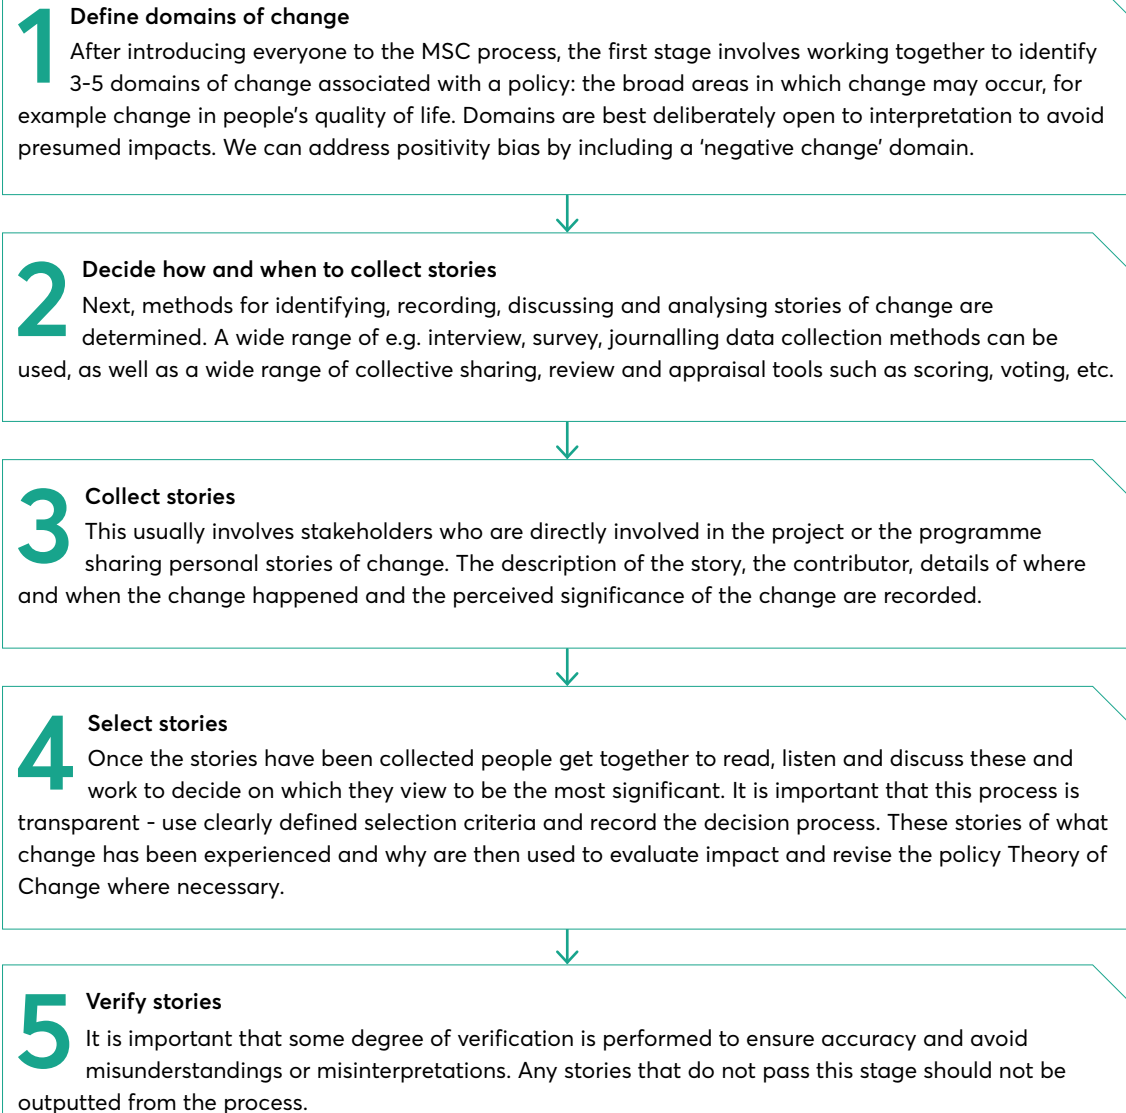 1 Define domains of change
After introducing everyone to the MSC process, the first stage involves working together to identify
3-5 domains of change associated with a policy: the broad areas in which change may occur, for
example change in people's quality of life. Domains are best deliberately open to interpretation to avoid
presumed impacts. We can address positivity bias by including a 'negative change' domain.
2 Decide how and when to collect stories
Next, methods for identifying, recording, discussing and analysing stories of change are
determined. A wide range of e.g. interview, survey, journalling data collection methods can be
used, as well as a wide range of collective sharing, review and appraisal tools such as scoring, voting, etc.
3 Collect stories
This usually involves stakeholders who are directly involved in the project or the programme
sharing personal stories of change. The description of the story, the contributor, details of where
and when the change happened and the perceived significance of the change are recorded.
4 Select stories
Once the stories have been collected people get together to read, listen and discuss these and
work to decide on which they view to be the most significant. It is important that this process is
transparent - use clearly defined selection criteria and record the decision process. These stories of what
change has been experienced and why are then used to evaluate impact and revise the policy Theory of
Change where necessary.
5 Verify stories
It is important that some degree of verification is performed to ensure accuracy and avoid
misunderstandings or misinterpretations. Any stories that do not pass this stage should not be
outputted from the process.